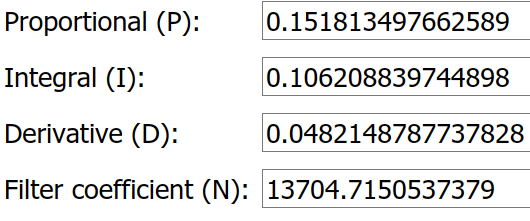 Proportional (P): 0.151813497662589
Integral (I): 0.106208839744898
Derivative (D): 0.0482148787737828
Filter coefficient (N): 13704.7150537379